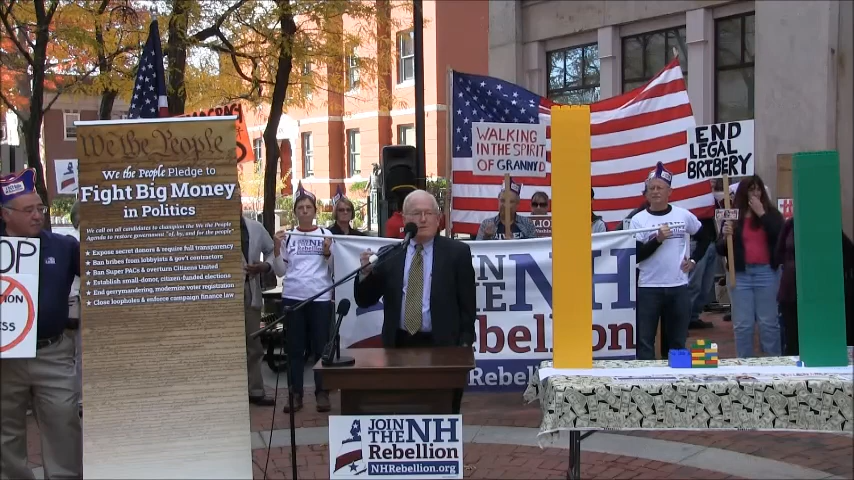 We the People
We the People Pledge to
Fight Big Money
in Politics
We call on all candidates to champion the We the People
Agenda to restore government "of, by, and for the people":
★ Expose secret donors & require full transparency
★ Ban bribes from lobbyists & gov't contractors
★ Ban Super PACs & overturn Citizens United
★ Establish small-donor, citizen-funded elections
★ End gerrymandering, modernize voter registration
★ Close loopholes & enforce campaign finance law
WALKING
IN THE SPIRIT
OF GRANNY D
END
LEGAL
BRIBERY
IN NH
THE
Rebellion
JOIN NH
THE
Rebellion
NHRebellion.org